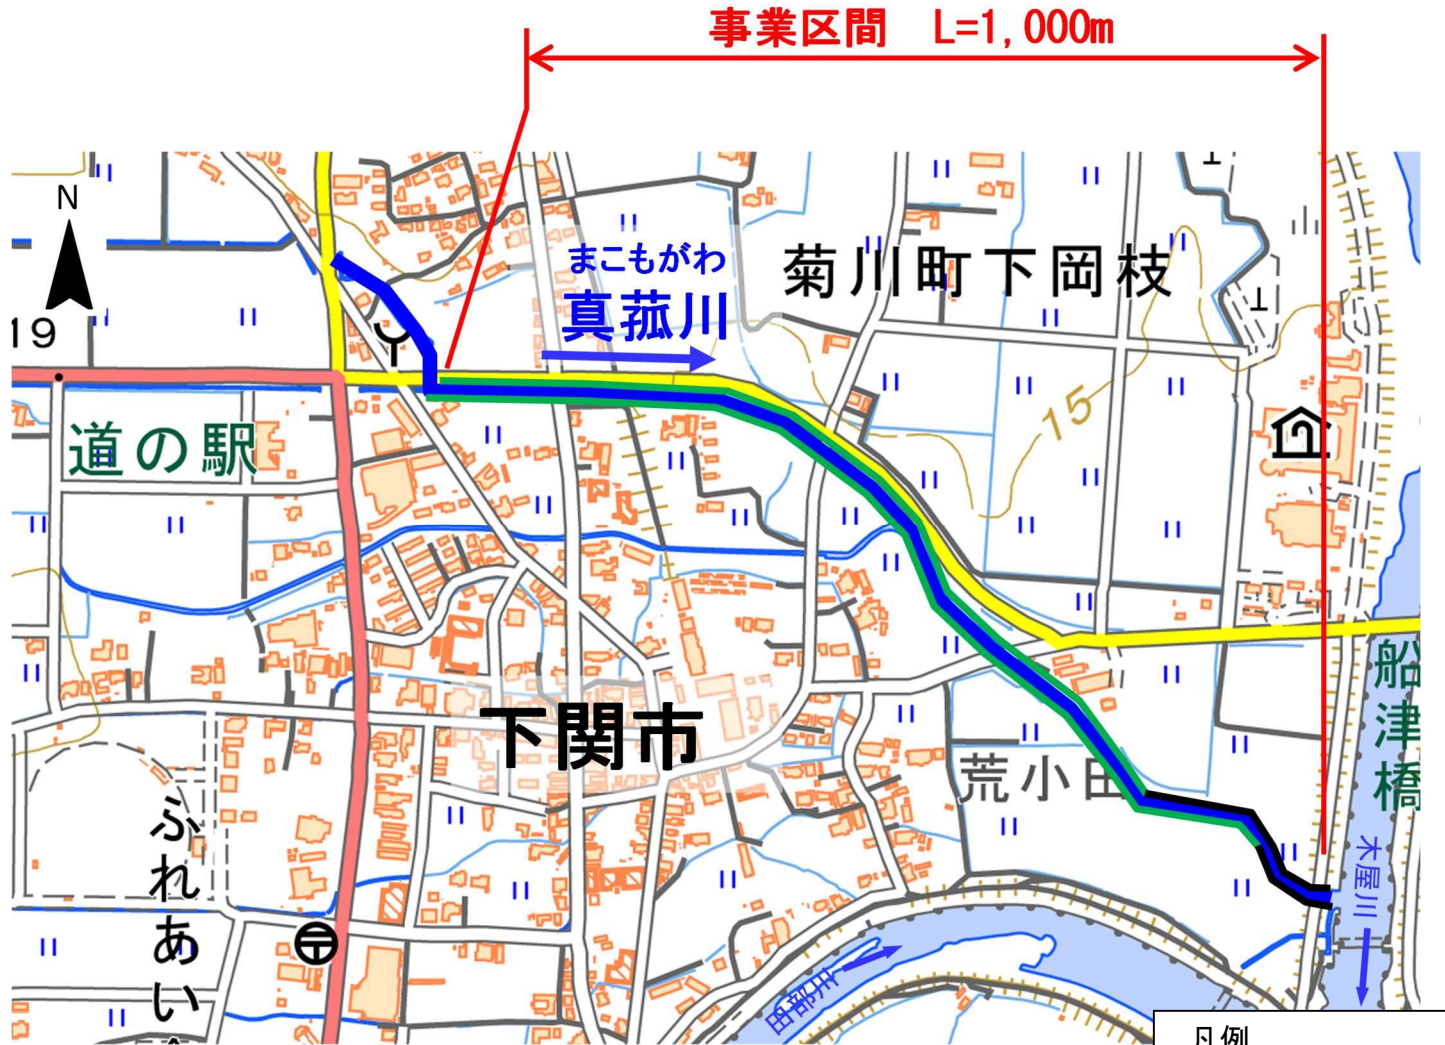 事業区間 L=1,000m
N
まこもがわ
真菰川
菊川町下岡枝
19
道の駅
15
下関市
船津橋
荒小田
ふれあい
木屋川
田部川
凡例